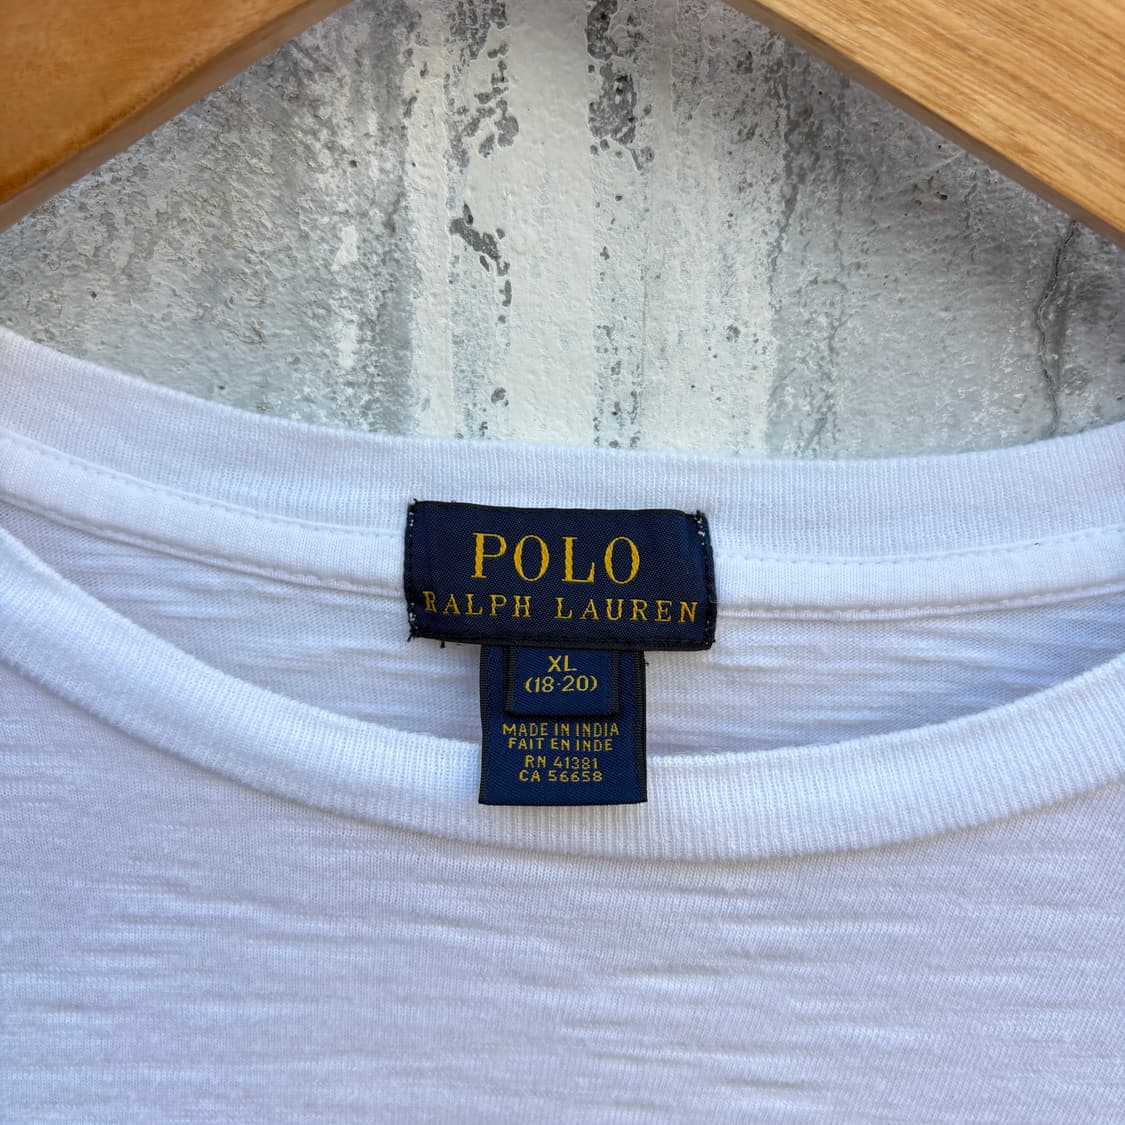 POLO
RALPH LAUREN
XL
(18-20)
MADE IN INDIA
FAIT EN INDE
RN 41381
CA 56658